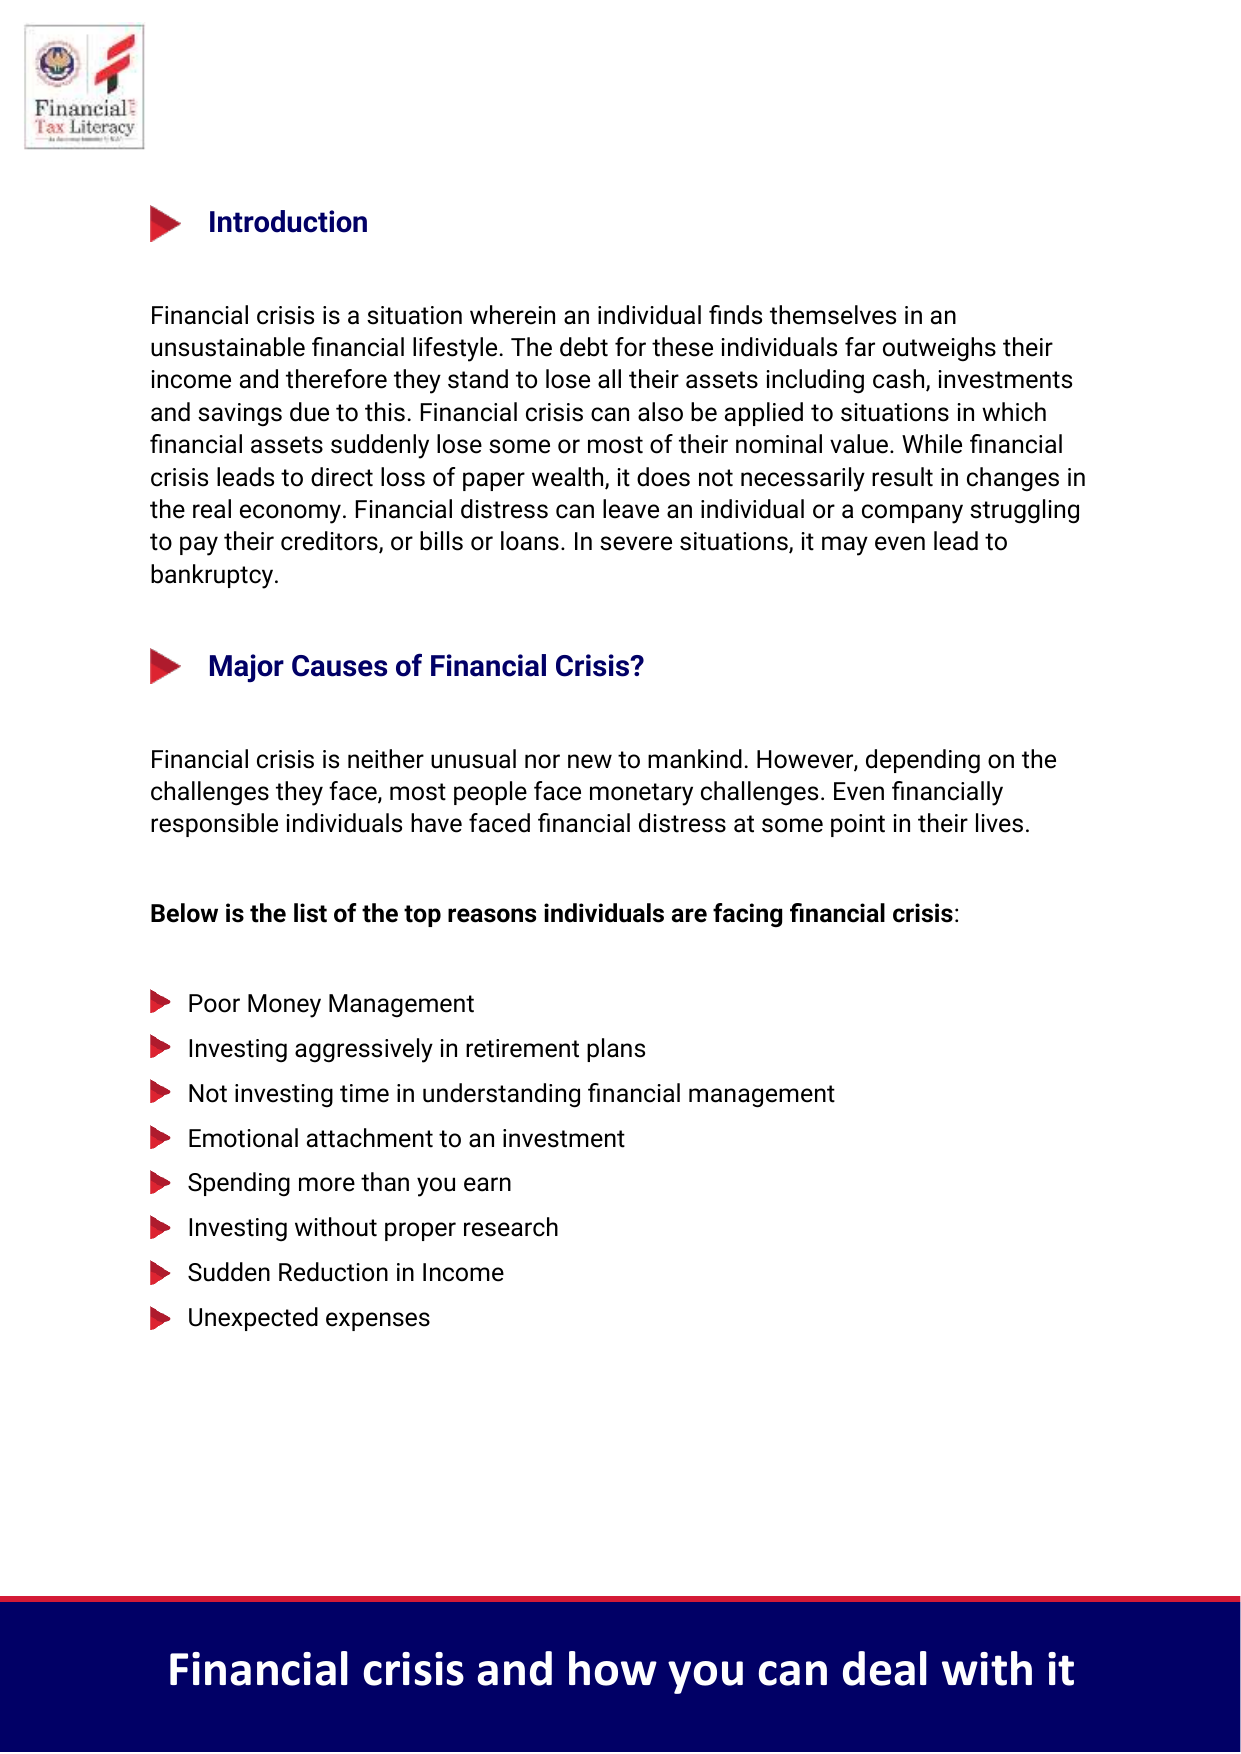 Financial
Tax Literacy
Introduction
Financial crisis is a situation wherein an individual finds themselves in an
unsustainable financial lifestyle. The debt for these individuals far outweighs their
income and therefore they stand to lose all their assets including cash, investments
and savings due to this. Financial crisis can also be applied to situations in which
financial assets suddenly lose some or most of their nominal value. While financial
crisis leads to direct loss of paper wealth, it does not necessarily result in changes in
the real economy. Financial distress can leave an individual or a company struggling
to pay their creditors, or bills or loans. In severe situations, it may even lead to
bankruptcy.
Major Causes of Financial Crisis?
Financial crisis is neither unusual nor new to mankind. However, depending on the
challenges they face, most people face monetary challenges. Even financially
responsible individuals have faced financial distress at some point in their lives.
Below is the list of the top reasons individuals are facing financial crisis:
Poor Money Management
Investing aggressively in retirement plans
Not investing time in understanding financial management
Emotional attachment to an investment
Spending more than you earn
Investing without proper research
Sudden Reduction in Income
Unexpected expenses
Financial crisis and how you can deal with it